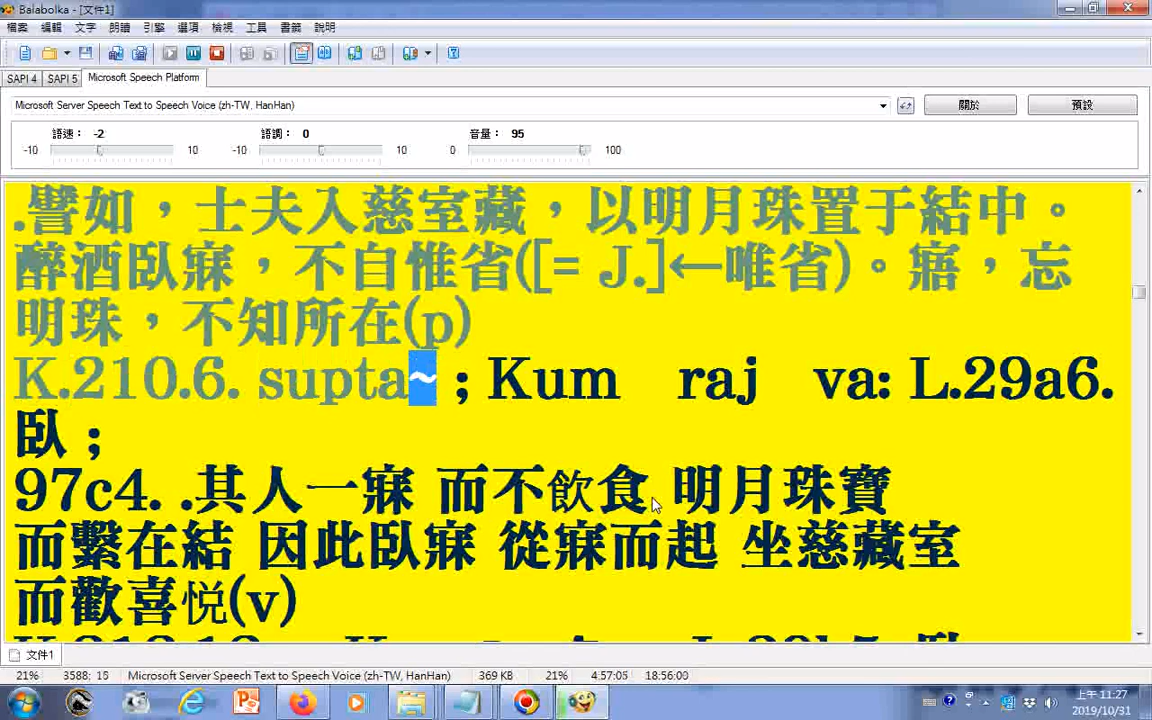 Balabolka - [文件1]
檔案 編輯 文字 朗讀 引擎 選項 檢視 工具 書籤 說明
SAPI 4 SAPI 5 Microsoft Speech Platform
Microsoft Server Speech Text to Speech Voice (zh-TW, HanHan) 關於 預設
語速： -2 語調： 0 音量： 95
-10 10 -10 10 0 100
.譬如，士夫入慈室藏，以明月珠置于結中。
醉酒臥寐，不自惟省([= J.]←唯省)。寤，忘
明珠，不知所在(p)
K.210.6. supta~ ; Kum raj va: L.29a6.
臥；
97c4. .其人一寐 而不飲食 明月珠寶
而繫在結 因此臥寐 從寐而起 坐慈藏室
而歡喜悦(v)
文件1
21% 3588: 15 Microsoft Server Speech Text to Speech Voice (zh-TW, HanHan) 369 KB 21% 4:57:05 18:56:00
上午 11:27
2019/10/31